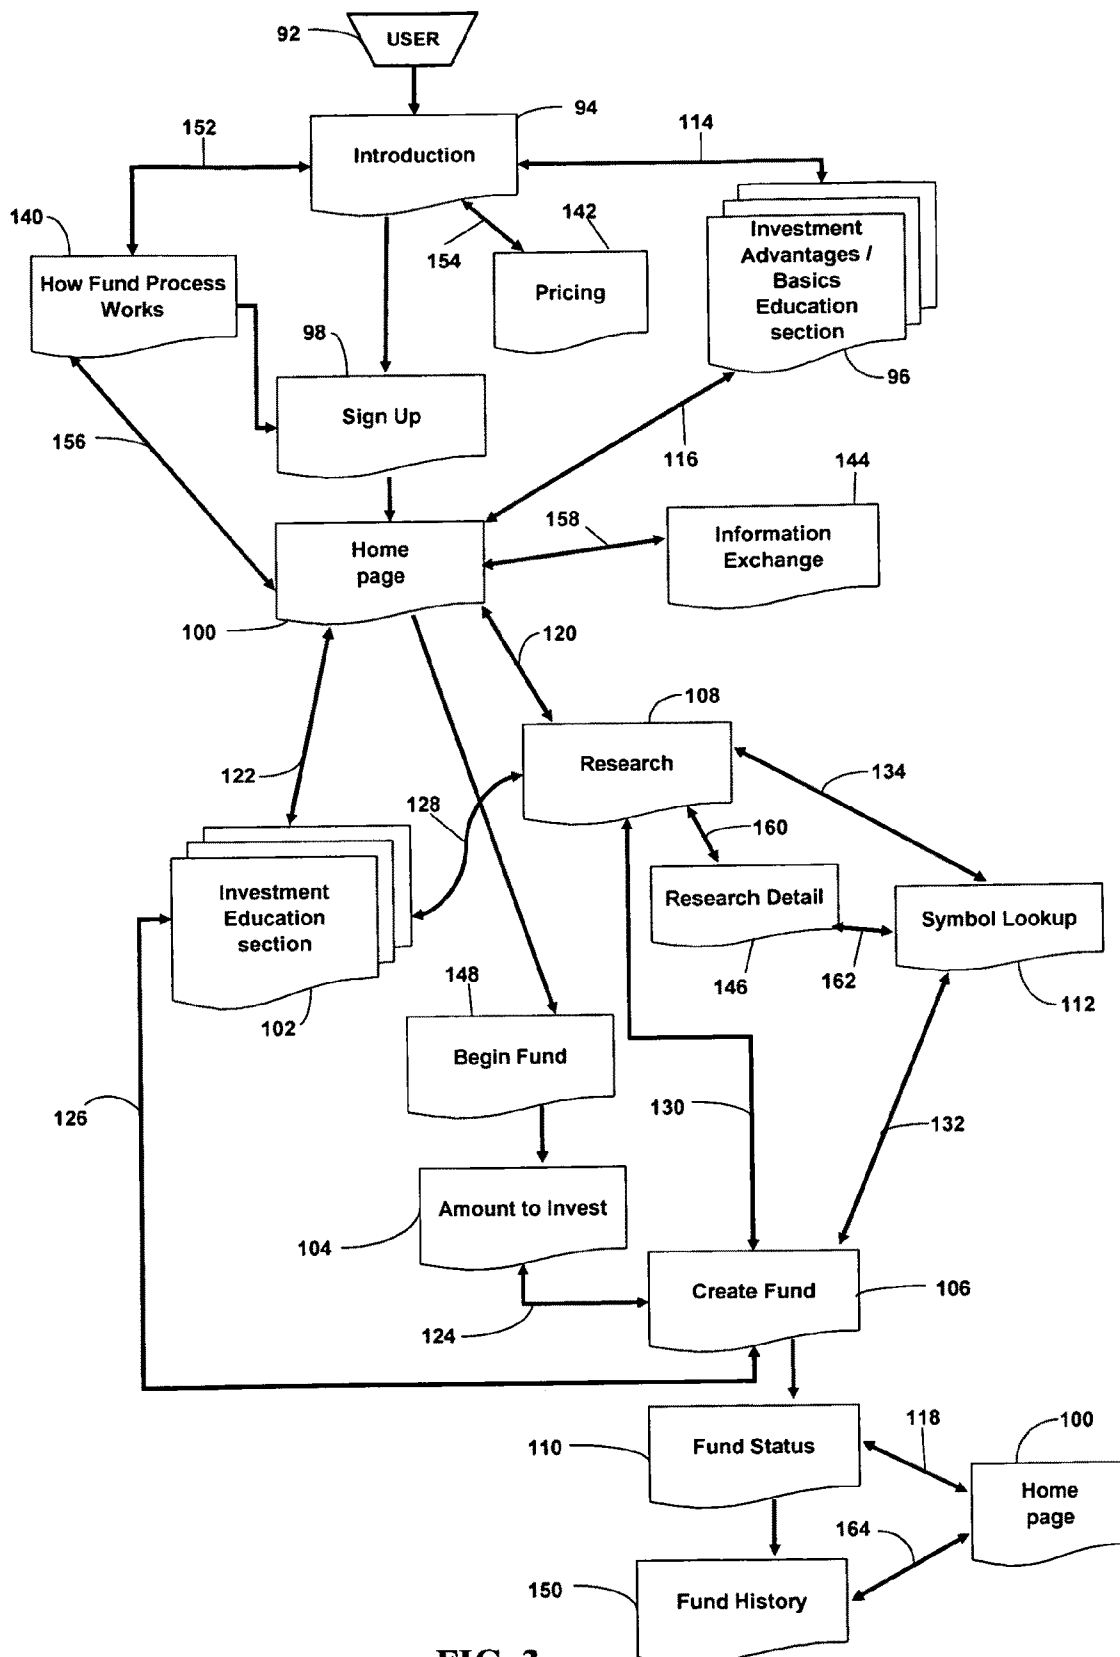 92
USER
94
152
114
Introduction
140
142
154
How Fund Process
Works
Pricing
Investment
Advantages /
Basics
Education
section
98
96
Sign Up
156
116
144
158
Information
Exchange
Home
page
100
120
108
Research
122
128
134
160
Investment
Education
section
Research Detail
Symbol Lookup
148
146
162
112
102
Begin Fund
126
130
132
Amount to Invest
104
Create Fund
106
124
118
100
110
Fund Status
Home
page
164
150
Fund History
FIG. 3